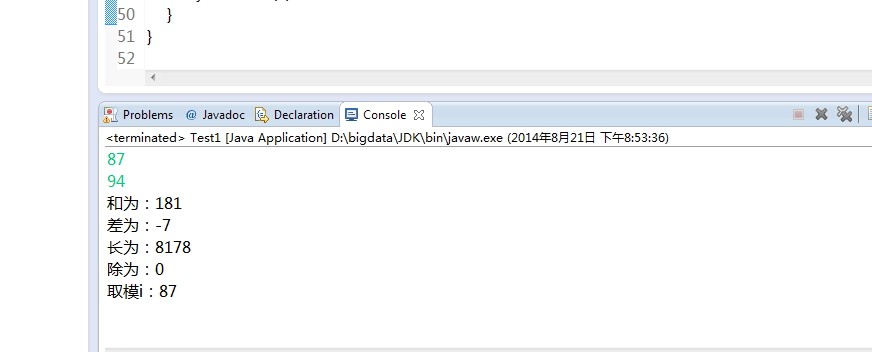 50 }
51 }
52
Problems @ Javadoc Declaration Console
<terminated> Test1 [Java Application] D:\bigdata\JDK\bin\javaw.exe (2014年8月21日 下午8:53:36)
87
94
和为：181
差为：-7
长为：8178
除为：0
取模i：87